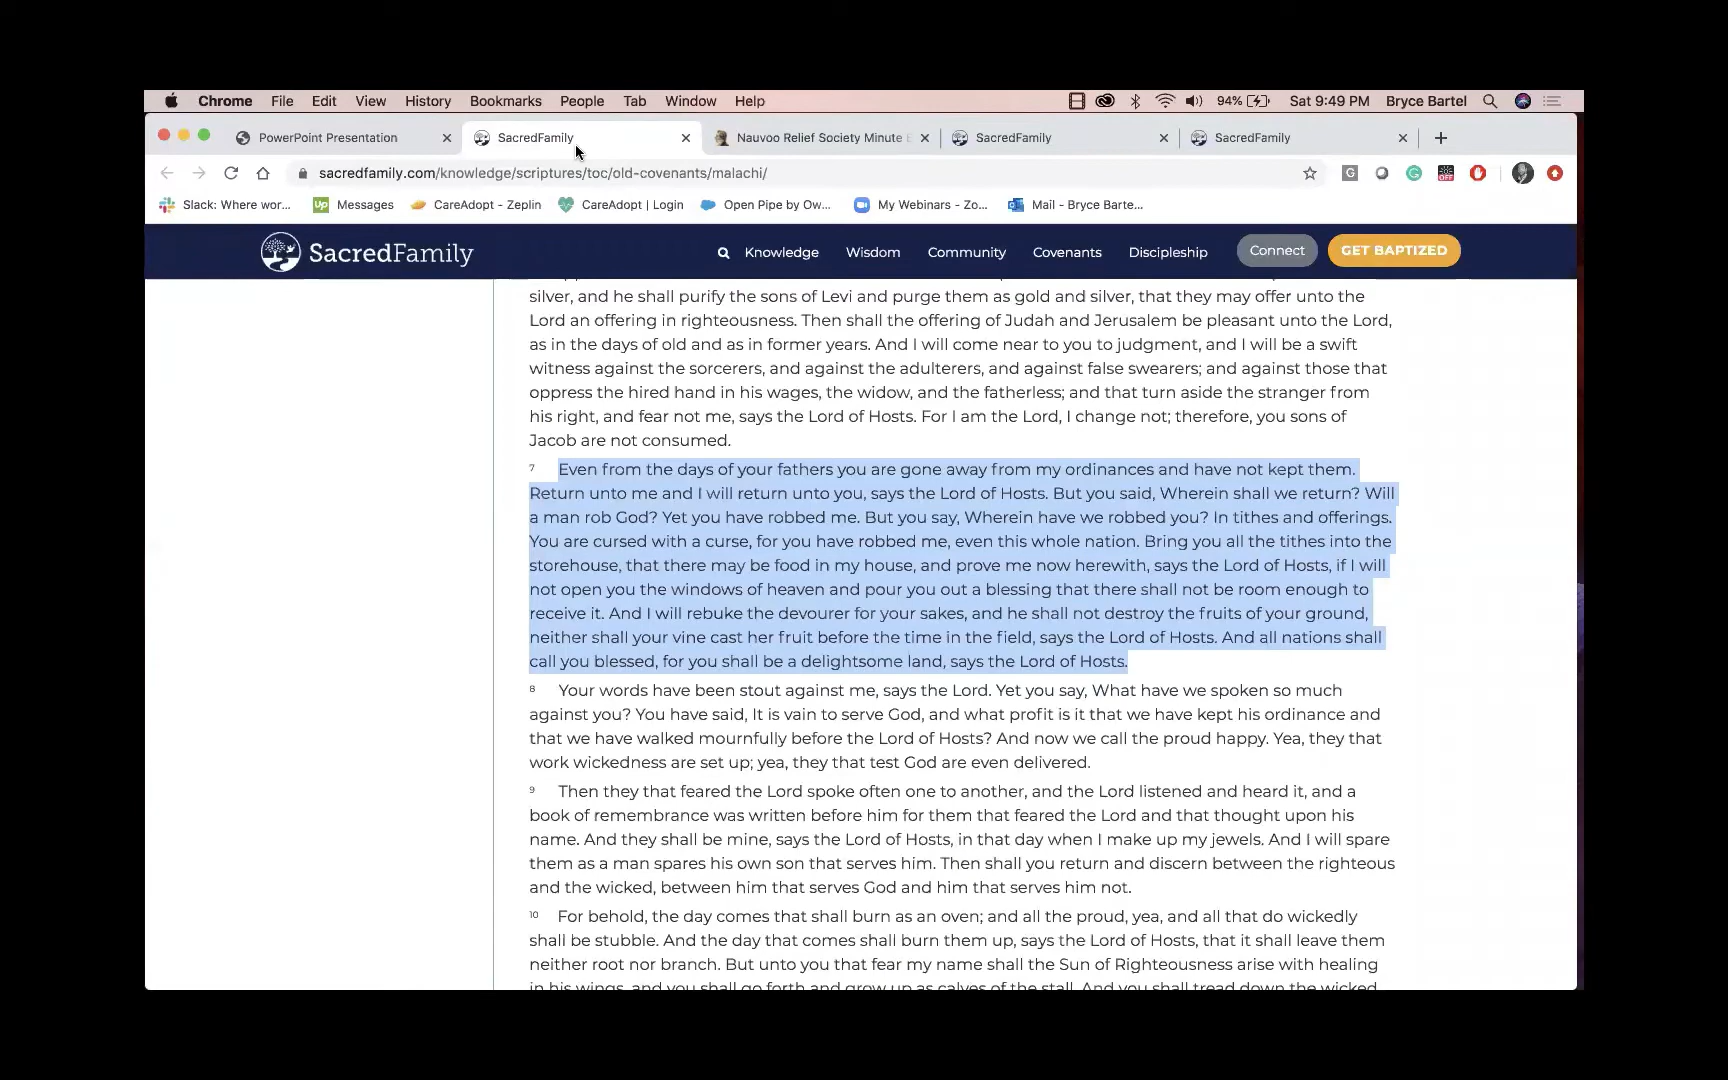 Chrome File Edit View History Bookmarks People Tab Window Help 94% Sat 9:49 PM Bryce Bartel
PowerPoint Presentation SacredFamily Nauvoo Relief Society Minute SacredFamily SacredFamily
sacredfamily.com/knowledge/scriptures/toc/old-covenants/malachi/
Slack: Where wor... Up Messages CareAdopt - Zeplin CareAdopt | Login Open Pipe by Ow... My Webinars - Zo... Mail - Bryce Barte...
SacredFamily Knowledge Wisdom Community Covenants Discipleship Connect GET BAPTIZED
silver, and he shall purify the sons of Levi and purge them as gold and silver, that they may offer unto the
Lord an offering in righteousness. Then shall the offering of Judah and Jerusalem be pleasant unto the Lord,
as in the days of old and as in former years. And I will come near to you to judgment, and I will be a swift
witness against the sorcerers, and against the adulterers, and against false swearers; and against those that
oppress the hired hand in his wages, the widow, and the fatherless; and that turn aside the stranger from
his right, and fear not me, says the Lord of Hosts. For I am the Lord, I change not; therefore, you sons of
Jacob are not consumed.
7 Even from the days of your fathers you are gone away from my ordinances and have not kept them.
Return unto me and I will return unto you, says the Lord of Hosts. But you said, Wherein shall we return? Will
a man rob God? Yet you have robbed me. But you say, Wherein have we robbed you? In tithes and offerings.
You are cursed with a curse, for you have robbed me, even this whole nation. Bring you all the tithes into the
storehouse, that there may be food in my house, and prove me now herewith, says the Lord of Hosts, if I will
not open you the windows of heaven and pour you out a blessing that there shall not be room enough to
receive it. And I will rebuke the devourer for your sakes, and he shall not destroy the fruits of your ground,
neither shall your vine cast her fruit before the time in the field, says the Lord of Hosts. And all nations shall
call you blessed, for you shall be a delightsome land, says the Lord of Hosts.
8 Your words have been stout against me, says the Lord. Yet you say, What have we spoken so much
against you? You have said, It is vain to serve God, and what profit is it that we have kept his ordinance and
that we have walked mournfully before the Lord of Hosts? And now we call the proud happy. Yea, they that
work wickedness are set up; yea, they that test God are even delivered.
9 Then they that feared the Lord spoke often one to another, and the Lord listened and heard it, and a
book of remembrance was written before him for them that feared the Lord and that thought upon his
name. And they shall be mine, says the Lord of Hosts, in that day when I make up my jewels. And I will spare
them as a man spares his own son that serves him. Then shall you return and discern between the righteous
and the wicked, between him that serves God and him that serves him not.
10 For behold, the day comes that shall burn as an oven; and all the proud, yea, and all that do wickedly
shall be stubble. And the day that comes shall burn them up, says the Lord of Hosts, that it shall leave them
neither root nor branch. But unto you that fear my name shall the Sun of Righteousness arise with healing
in his wings, and you shall go forth and grow up as calves of the stall. And you shall tread down the wicked